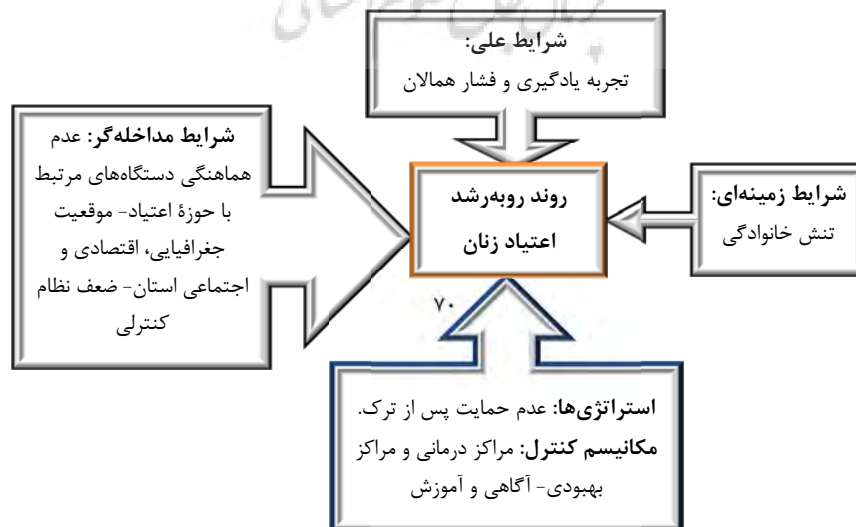 شرایط علی:
تجربه یادگیری و فشار همالان
شرایط مداخله‌گر: عدم
هماهنگی دستگاه‌های مرتبط
با حوزۀ اعتیاد- موقعیت
جغرافیایی، اقتصادی و
اجتماعی استان- ضعف نظام
کنترلی
روند روبه‌رشد
اعتیاد زنان
شرایط زمینه‌ای:
تنش خانوادگی
۷۰
استراتژی‌ها: عدم حمایت پس از ترک.
مکانیسم کنترل: مراکز درمانی و مراکز
بهبودی- آگاهی و آموزش